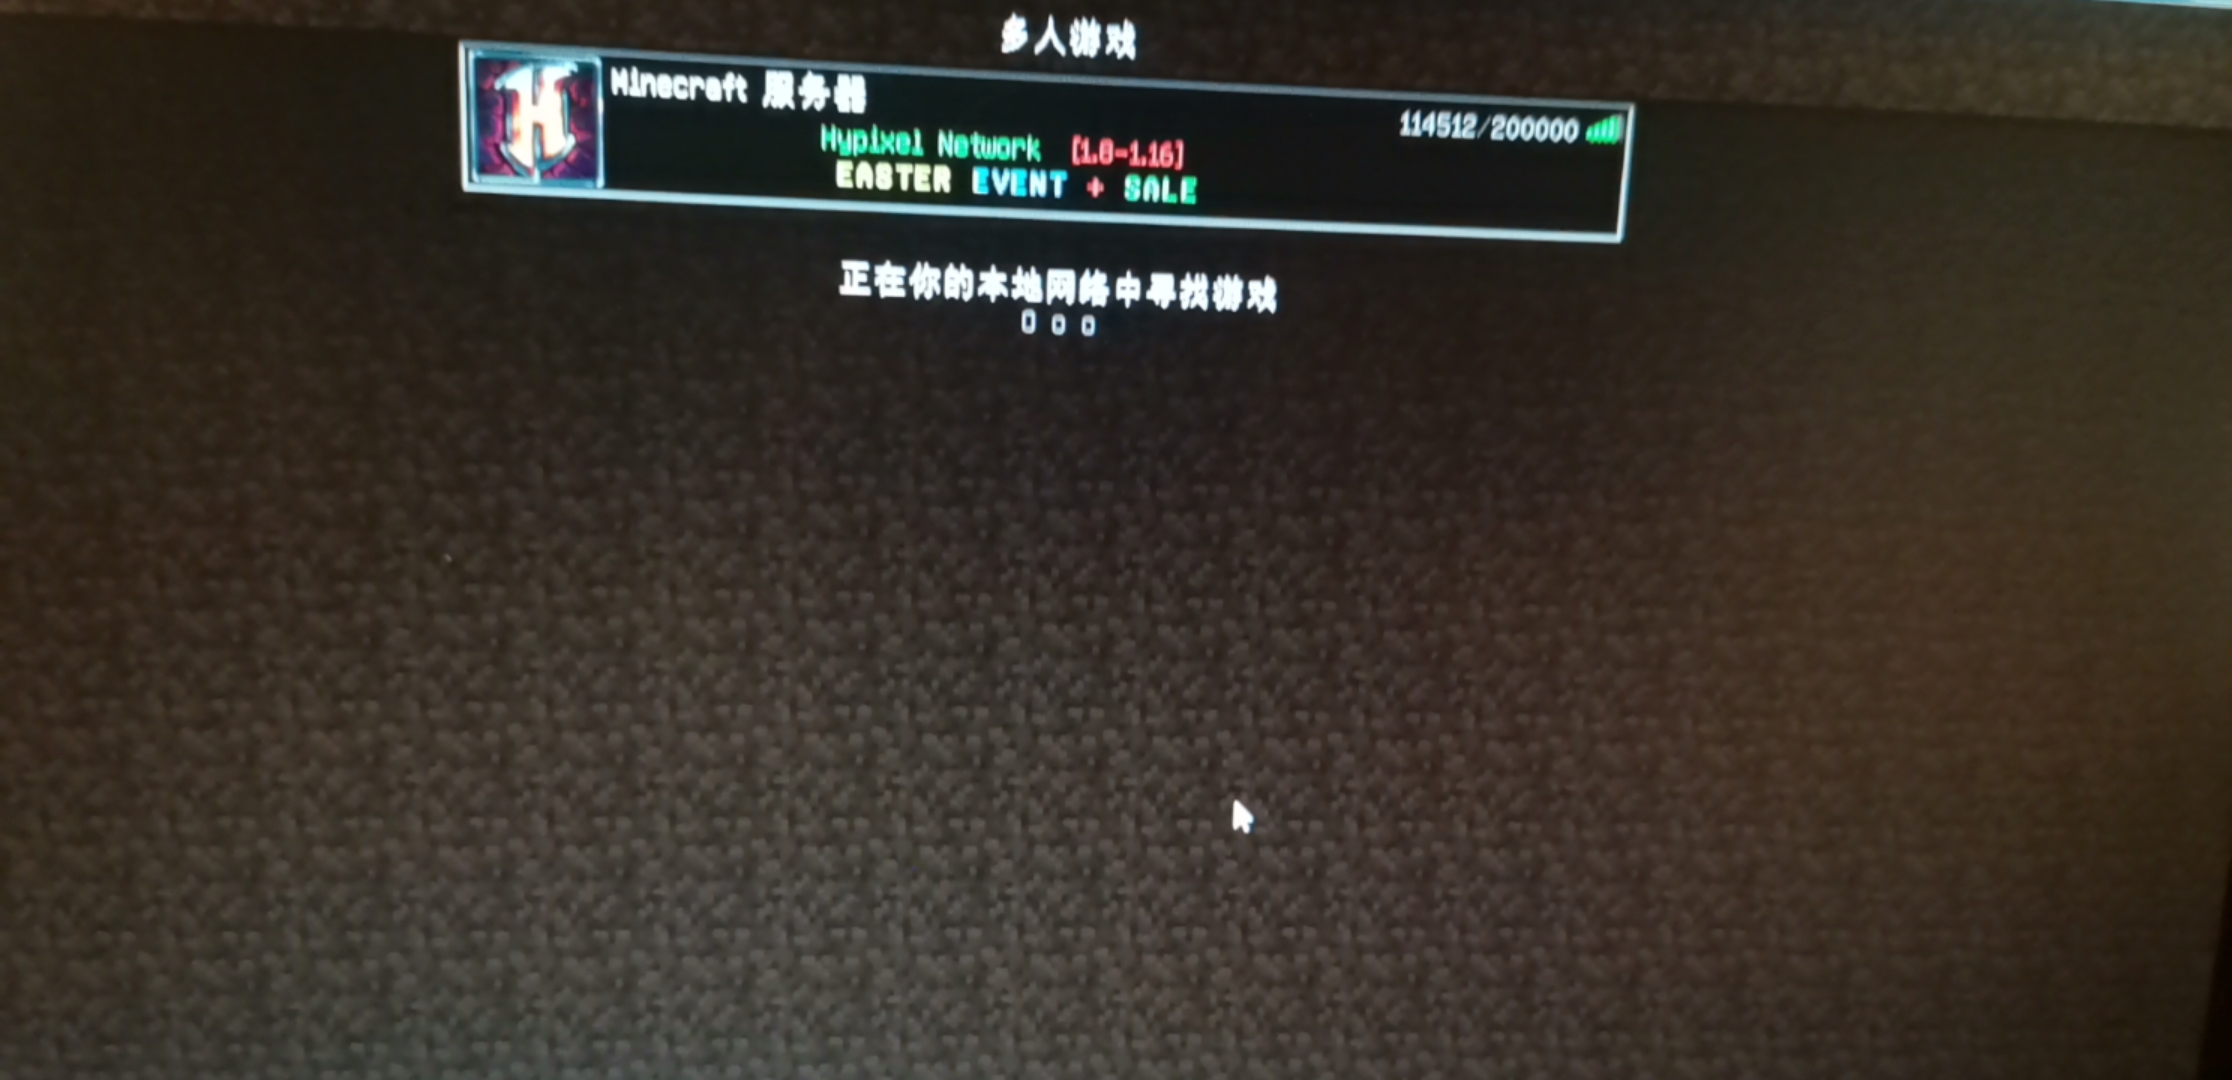 多人游戏
Minecraft 服务器
114512/200000
Hypixel Network [1.8-1.16]
EASTER EVENT + SALE
正在你的本地网络中寻找游戏
O o o